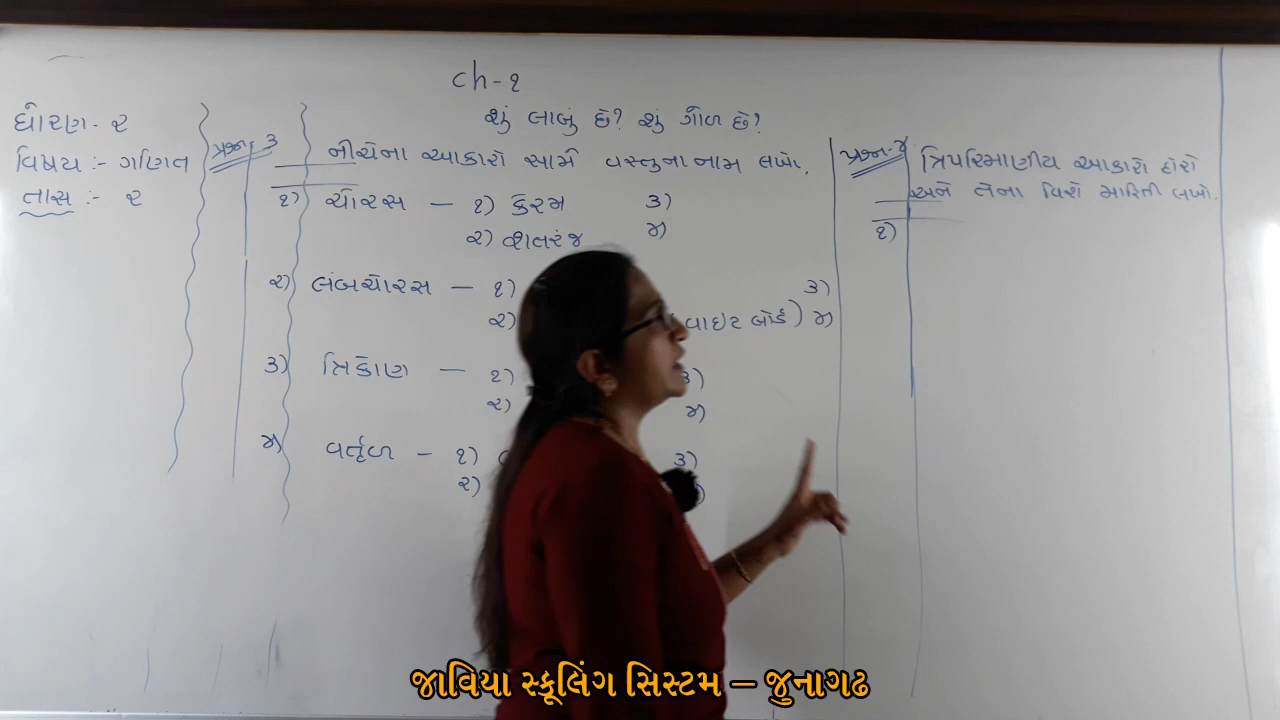 ch-૧
શું લાબું છે? શું ગોળ છે?
ધોરણ- ૨
વિષય :- ગણિત
તાસ :- ૨
પ્રશ્ન-૩ નીચેના આકારો સામે વસ્તુના નામ લખો.
૧) ચોરસ – ૧) કેરમ ૩)
૨) શતરંજ ૪)
૨) લંબચોરસ – ૧) ૩)
૨) વાઇટ બોર્ડ) ૪)
૩) ત્રિકોણ – ૧) ૩)
૨) ૪)
૪) વર્તૃળ – ૧) ૩)
૨)
પ્રશ્ન-૪ ત્રિપરિમાણીય આકારો દોરો
અને તેના વિશે માહિતી લખો.
૧)
જાવિયા સ્કૂલિંગ સિસ્ટમ – જુનાગઢ